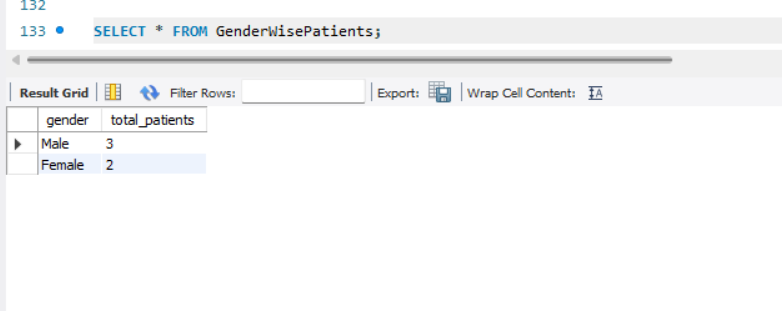 132
133 SELECT * FROM GenderWisePatients;
Result Grid Filter Rows: Export: Wrap Cell Content: IA
gender total_patients
Male 3
Female 2